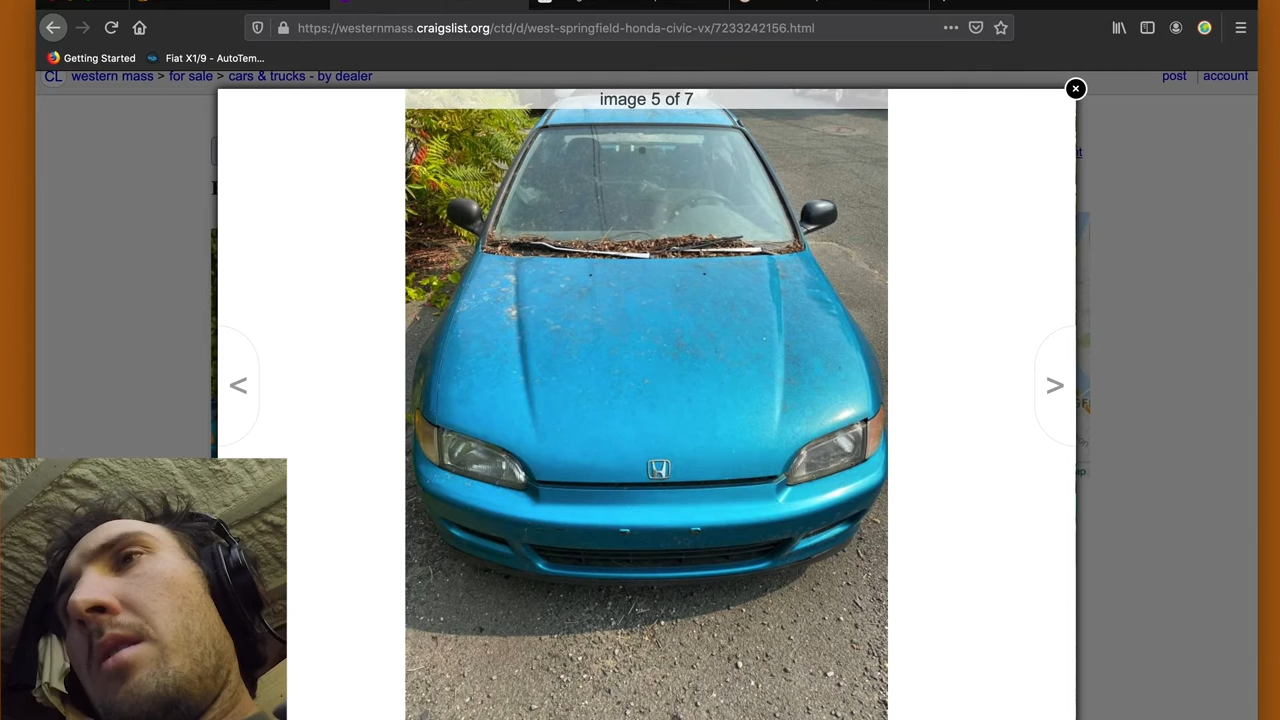 https://westernmass.craigslist.org/ctd/d/west-springfield-honda-civic-vx/7233242156.html
Getting Started
Fiat X1/9 - AutoTem...
CL western mass > for sale > cars & trucks - by dealer
post account
image 5 of 7